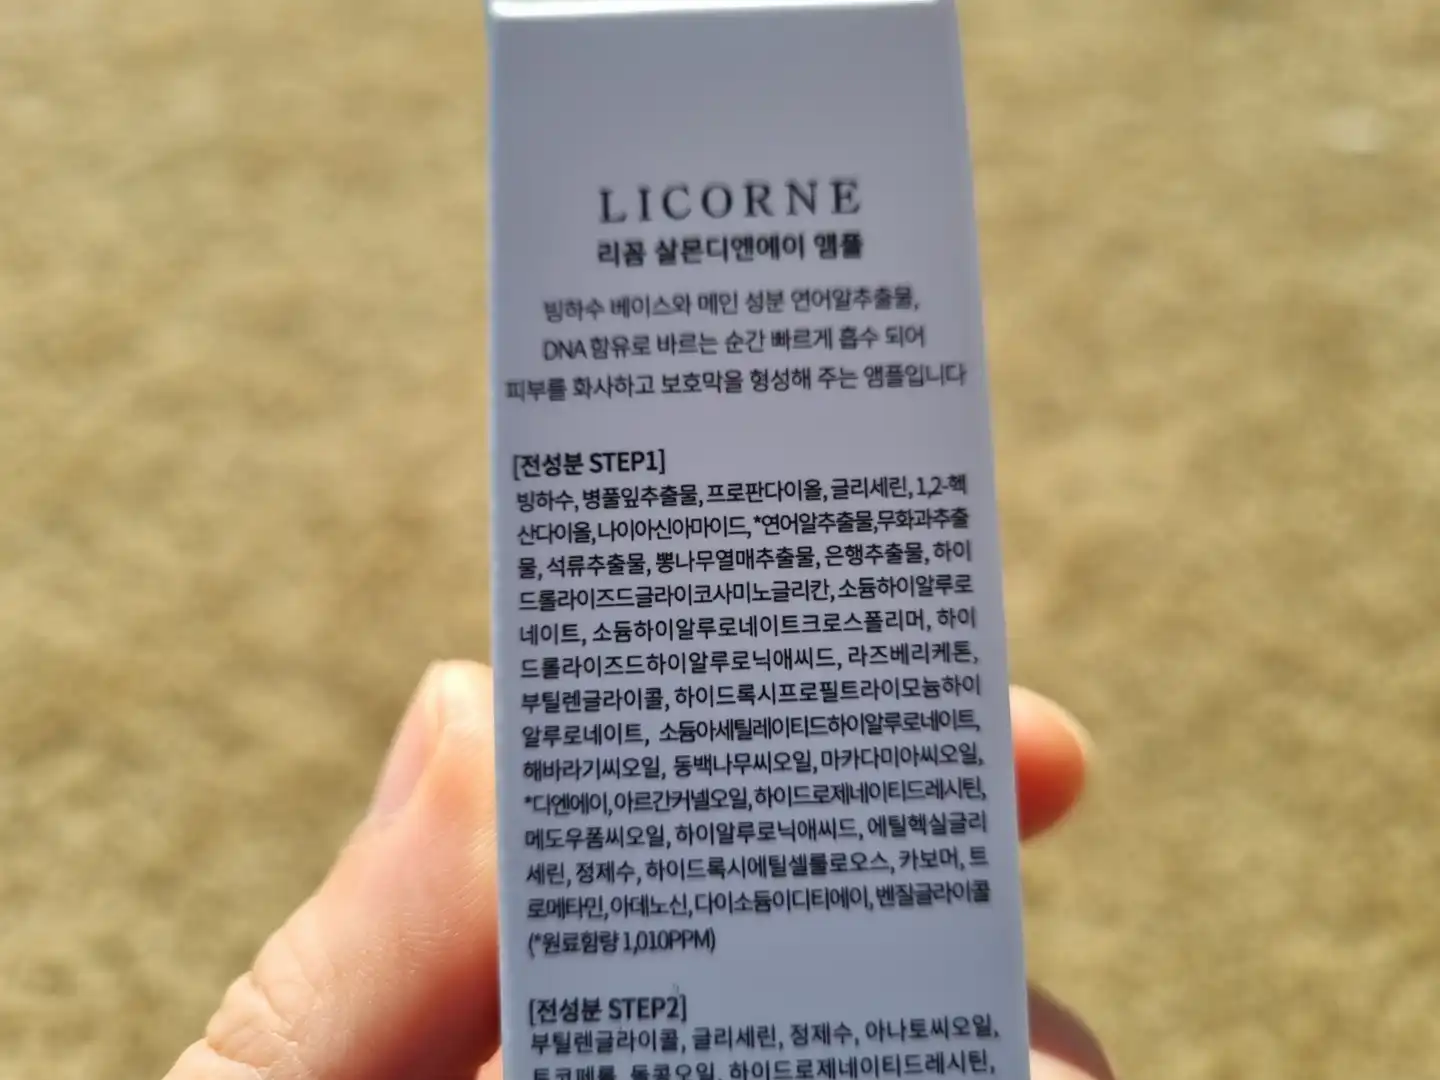 LICORNE
리꼼 살몬디엔에이 앰플
빙하수 베이스와 메인 성분 연어알추출물,
DNA 함유로 바르는 순간 빠르게 흡수 되어
피부를 화사하고 보호막을 형성해 주는 앰플입니다
[전성분 STEP1]
빙하수, 병풀잎추출물, 프로판다이올, 글리세린, 1,2-헥
산다이올, 나이아신아마이드, *연어알추출물,무화과추출
물, 석류추출물, 뽕나무열매추출물, 은행추출물, 하이
드롤라이즈드글라이코사미노글리칸, 소듐하이알루로
네이트, 소듐하이알루로네이트크로스폴리머, 하이
드롤라이즈드하이알루로닉애씨드, 라즈베리케톤,
부틸렌글라이콜, 하이드록시프로필트라이모늄하이
알루로네이트, 소듐아세틸레이티드하이알루로네이트,
해바라기씨오일, 동백나무씨오일, 마카다미아씨오일,
*디엔에이, 아르간커넬오일, 하이드로제네이티드레시틴,
메도우폼씨오일, 하이알루로닉애씨드, 에틸헥실글리
세린, 정제수, 하이드록시에틸셀룰로오스, 카보머, 트
로메타민, 아데노신, 다이소듐이디티에이, 벤질글라이콜
(*원료함량 1,010PPM)
[전성분 STEP2]
부틸렌글라이콜, 글리세린, 정제수, 아나토씨오일,
토코페롤, 동콩오일, 하이드로제네이티드레시틴,